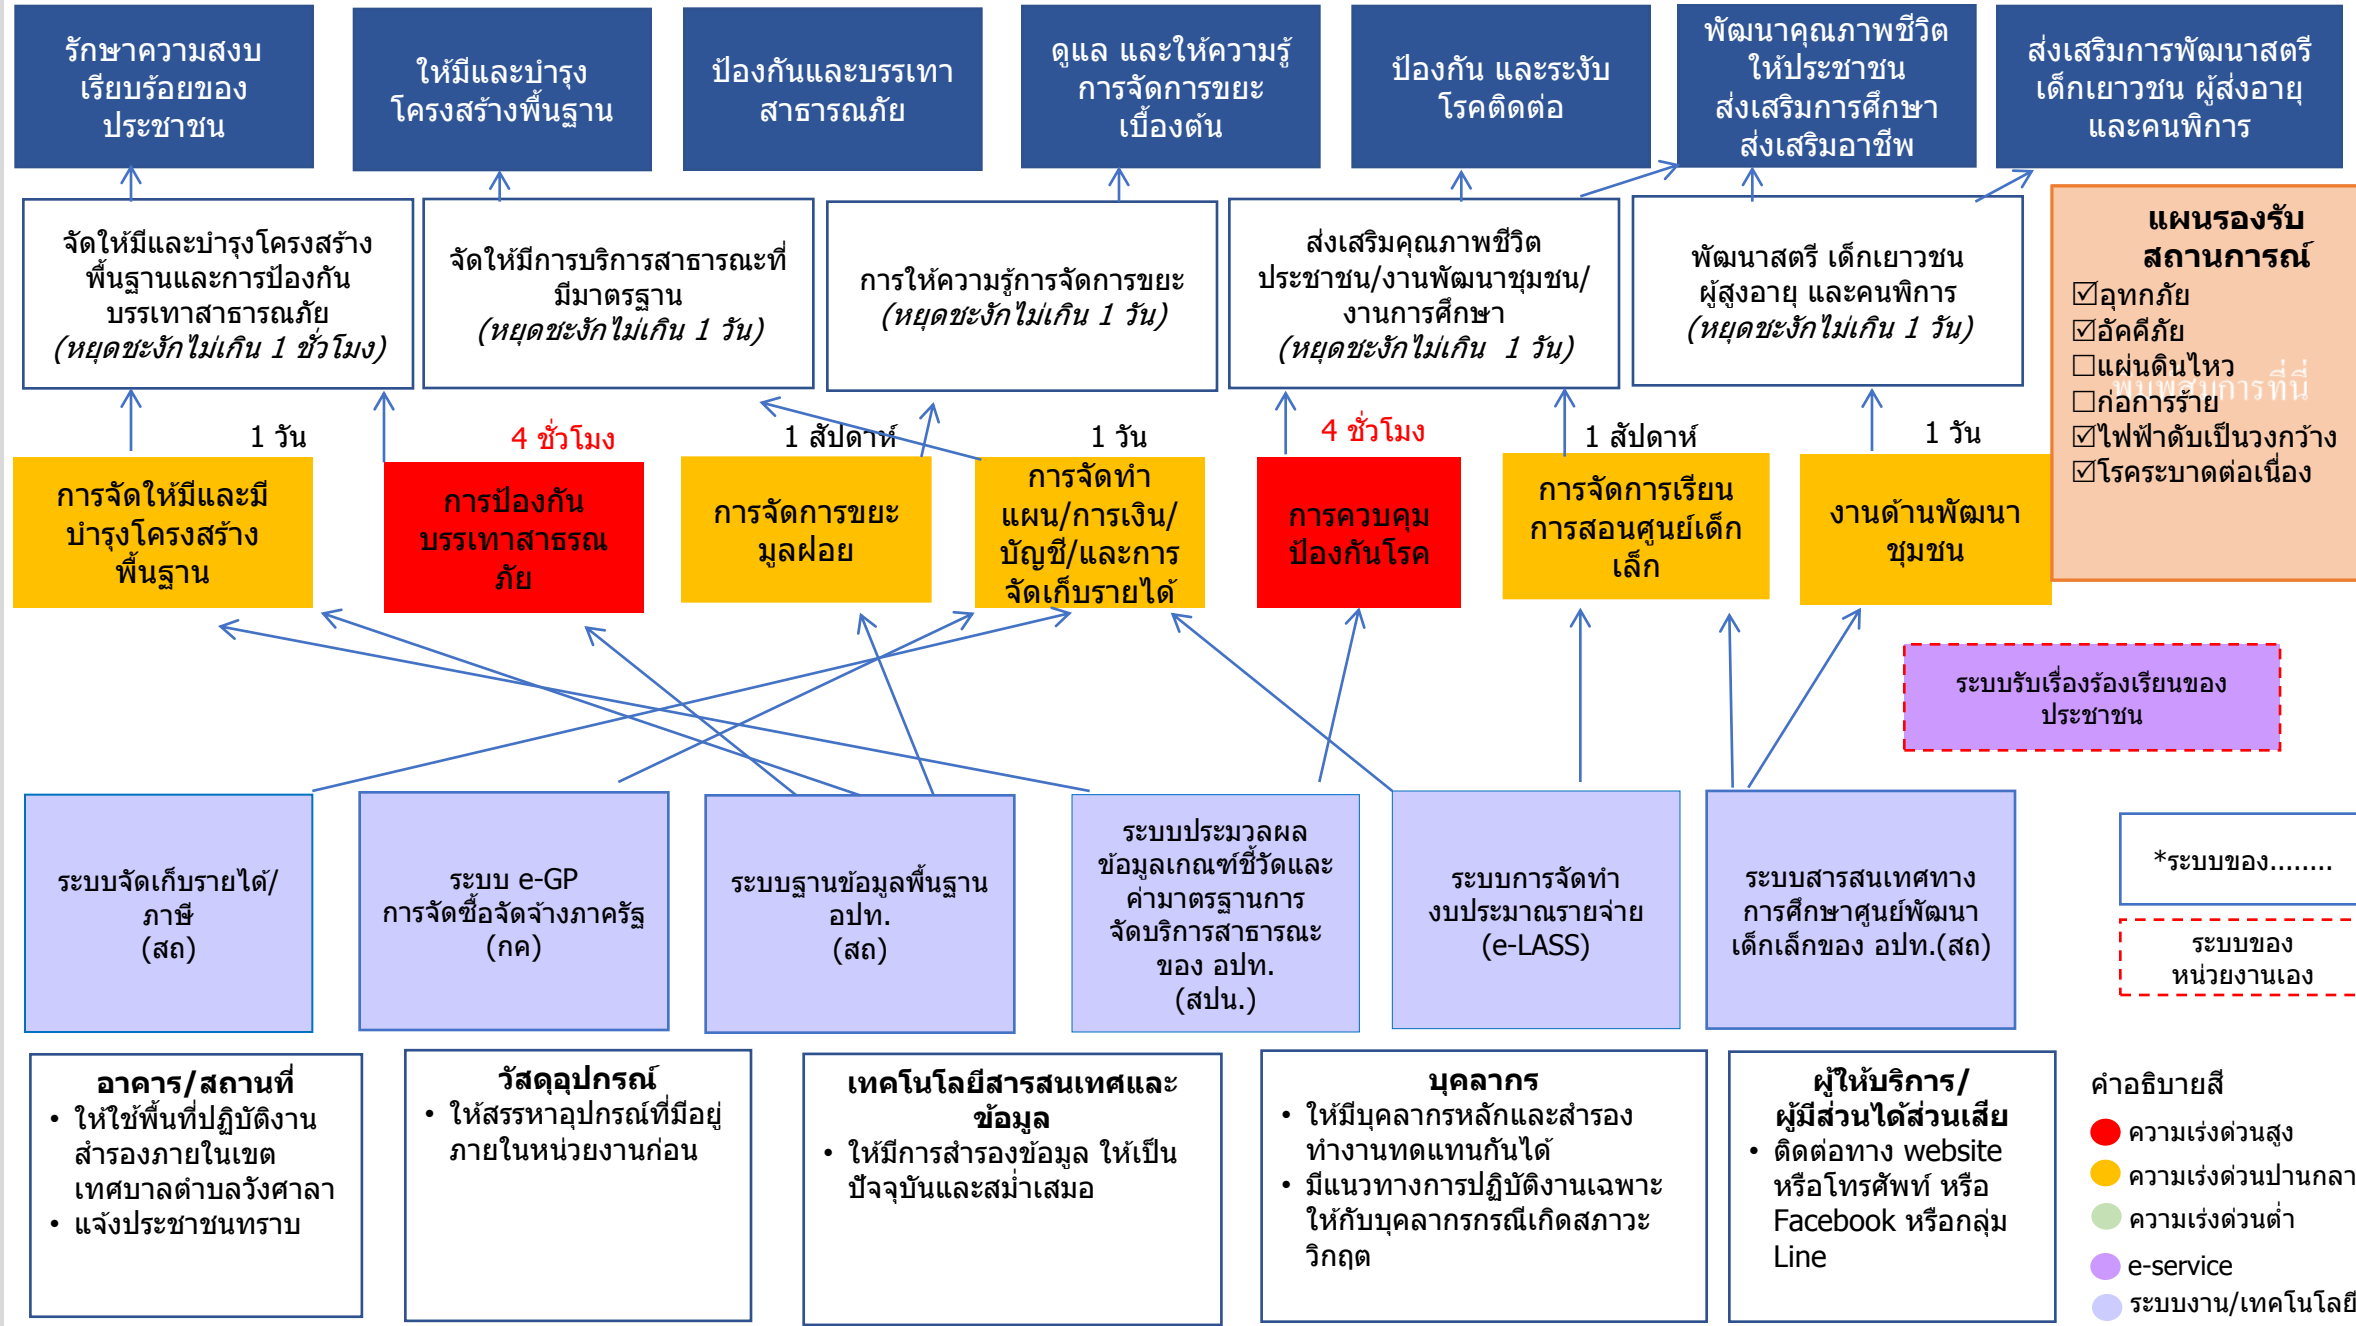 รักษาความสงบ
เรียบร้อยของ
ประชาชน
ให้มีและบำรุง
โครงสร้างพื้นฐาน
ป้องกันและบรรเทา
สาธารณภัย
ดูแล และให้ความรู้
การจัดการขยะ
เบื้องต้น
ป้องกัน และระงับ
โรคติดต่อ
พัฒนาคุณภาพชีวิต
ให้ประชาชน
ส่งเสริมการศึกษา
ส่งเสริมอาชีพ
ส่งเสริมการพัฒนาสตรี
เด็กเยาวชน ผู้ส่งอายุ
และคนพิการ
จัดให้มีและบำรุงโครงสร้าง
พื้นฐานและการป้องกัน
บรรเทาสาธารณภัย
(หยุดชะงักไม่เกิน 1 ชั่วโมง)
จัดให้มีการบริการสาธารณะที่
มีมาตรฐาน
(หยุดชะงักไม่เกิน 1 วัน)
การให้ความรู้การจัดการขยะ
(หยุดชะงักไม่เกิน 1 วัน)
ส่งเสริมคุณภาพชีวิต
ประชาชน/งานพัฒนาชุมชน/
งานการศึกษา
(หยุดชะงักไม่เกิน  1 วัน)
พัฒนาสตรี เด็กเยาวชน
ผู้สูงอายุ และคนพิการ
(หยุดชะงักไม่เกิน 1 วัน)
แผนรองรับ
สถานการณ์
☑อุทกภัย
☑อัคคีภัย
☐แผ่นดินไหว
☐ก่อการร้าย
☑ไฟฟ้าดับเป็นวงกว้าง
☑โรคระบาดต่อเนื่อง
1 วัน
4 ชั่วโมง
1 สัปดาห์
1 วัน
4 ชั่วโมง
1 สัปดาห์
1 วัน
การจัดให้มีและมี
บำรุงโครงสร้าง
พื้นฐาน
การป้องกัน
บรรเทาสาธรณ
ภัย
การจัดการขยะ
มูลฝอย
การจัดทำ
แผน/การเงิน/
บัญชี/และการ
จัดเก็บรายได้
การควบคุม
ป้องกันโรค
การจัดการเรียน
การสอนศูนย์เด็ก
เล็ก
งานด้านพัฒนา
ชุมชน
ระบบรับเรื่องร้องเรียนของ
ประชาชน
ระบบจัดเก็บรายได้/
ภาษี
(สถ)
ระบบ e-GP
การจัดซื้อจัดจ้างภาครัฐ
(กค)
ระบบฐานข้อมูลพื้นฐาน
อปท.
(สถ)
ระบบประมวลผล
ข้อมูลเกณฑ์ชี้วัดและ
ค่ามาตรฐานการ
จัดบริการสาธารณะ
ของ อปท.
(สปน.)
ระบบการจัดทำ
งบประมาณรายจ่าย
(e-LASS)
ระบบสารสนเทศทาง
การศึกษาศูนย์พัฒนา
เด็กเล็กของ อปท.(สถ)
*ระบบของ........
ระบบของ
หน่วยงานเอง
อาคาร/สถานที่
• ให้ใช้พื้นที่ปฏิบัติงาน
สำรองภายในเขต
เทศบาลตำบลวังศาลา
• แจ้งประชาชนทราบ
วัสดุอุปกรณ์
• ให้สรรหาอุปกรณ์ที่มีอยู่
ภายในหน่วยงานก่อน
เทคโนโลยีสารสนเทศและ
ข้อมูล
• ให้มีการสำรองข้อมูล ให้เป็น
ปัจจุบันและสม่ำเสมอ
บุคลากร
• ให้มีบุคลากรหลักและสำรอง
ทำงานทดแทนกันได้
• มีแนวทางการปฏิบัติงานเฉพาะ
ให้กับบุคลากรกรณีเกิดสภาวะ
วิกฤต
ผู้ให้บริการ/
ผู้มีส่วนได้ส่วนเสีย
• ติดต่อทาง website
หรือโทรศัพท์ หรือ
Facebook หรือกลุ่ม
Line
คำอธิบายสี
ความเร่งด่วนสูง
ความเร่งด่วนปานกลา
ความเร่งด่วนต่ำ
e-service
ระบบงาน/เทคโนโลยี